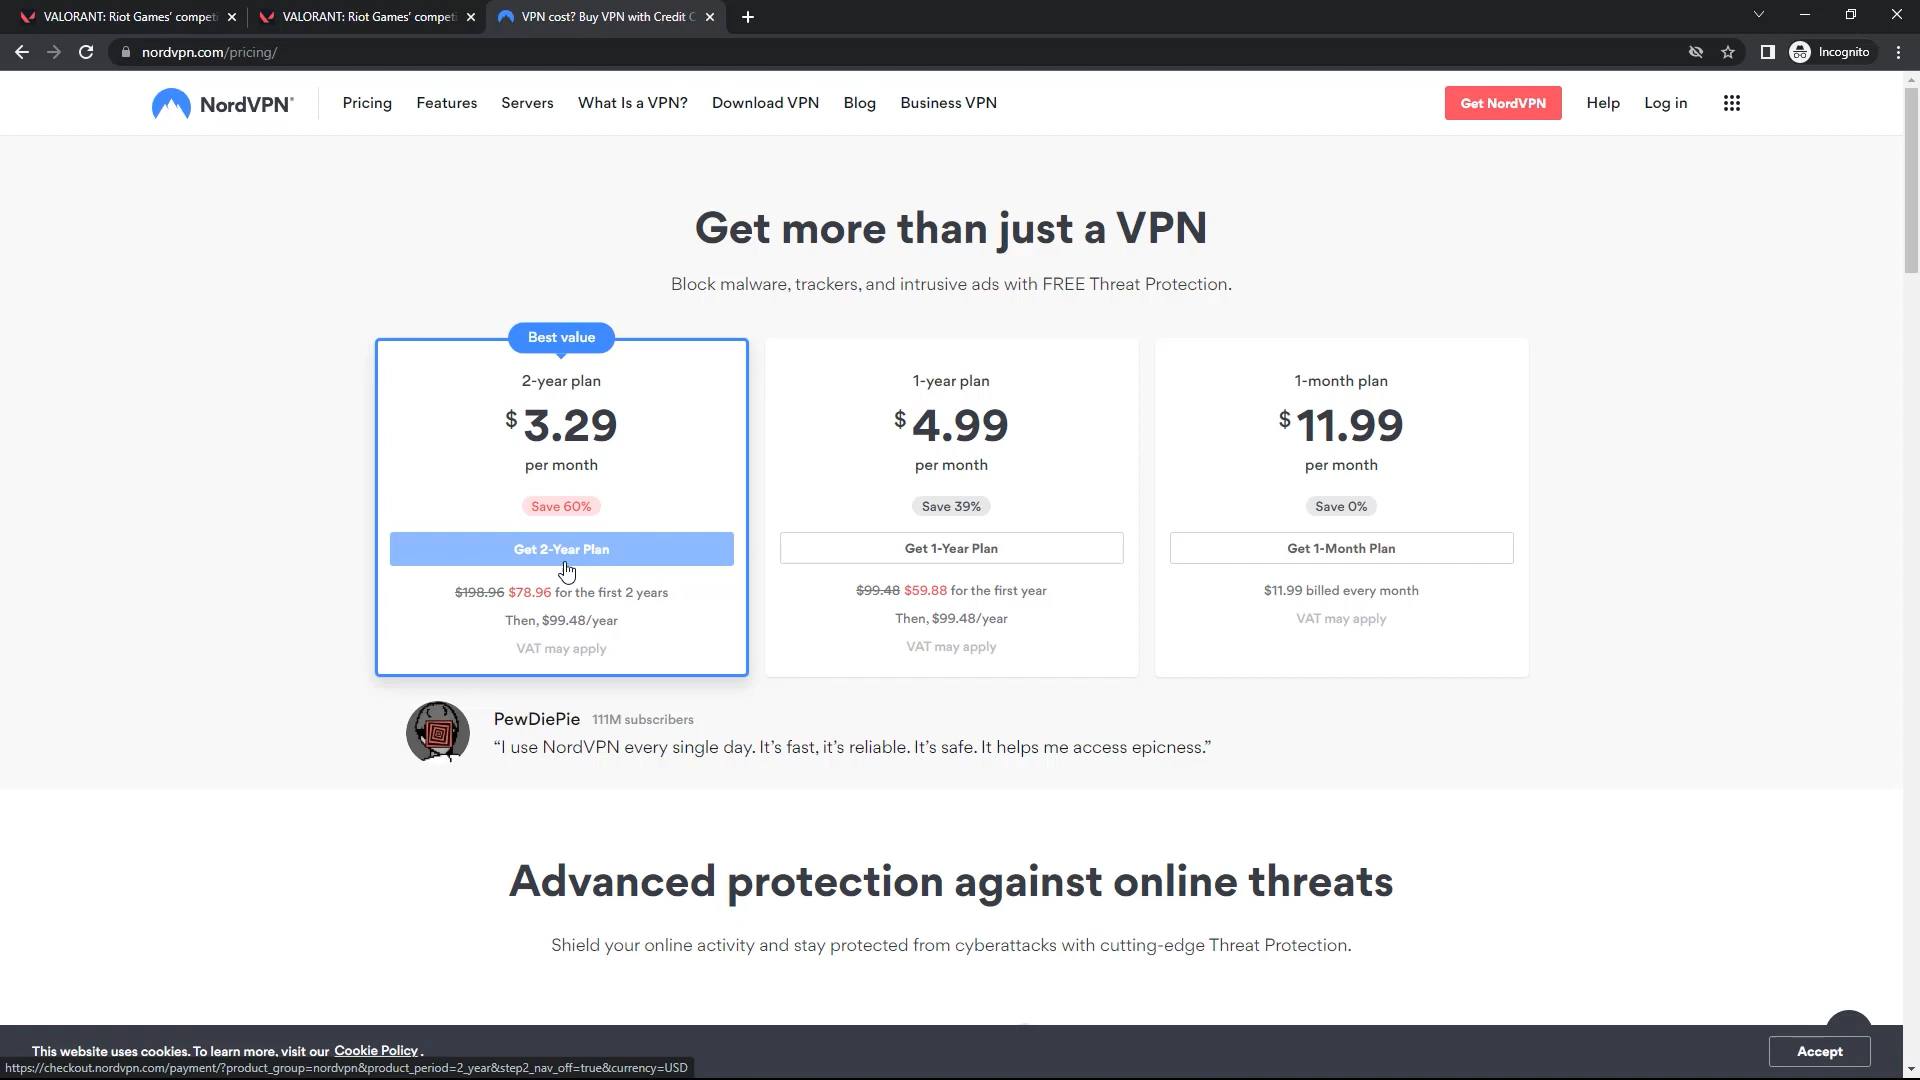 VALORANT: Riot Games' competi
VALORANT: Riot Games' competi
VPN cost? Buy VPN with Credit C
nordvpn.com/pricing/
Incognito
NordVPN®
Pricing
Features
Servers
What Is a VPN?
Download VPN
Blog
Business VPN
Get NordVPN
Help
Log in
Get more than just a VPN
Block malware, trackers, and intrusive ads with FREE Threat Protection.
Best value
2-year plan
$3.29
per month
Save 60%
Get 2-Year Plan
$198.96 $78.96 for the first 2 years
Then, $99.48/year
VAT may apply
1-year plan
$4.99
per month
Save 39%
Get 1-Year Plan
$99.48 $59.88 for the first year
Then, $99.48/year
VAT may apply
1-month plan
$11.99
per month
Save 0%
Get 1-Month Plan
$11.99 billed every month
VAT may apply
PewDiePie 111M subscribers
“I use NordVPN every single day. It’s fast, it’s reliable. It’s safe. It helps me access epicness.”
Advanced protection against online threats
Shield your online activity and stay protected from cyberattacks with cutting-edge Threat Protection.
This website uses cookies. To learn more, visit our Cookie Policy.
Accept
https://checkout.nordvpn.com/payment/?product_group=nordvpn&product_period=2_year&step2_nav_off=true&currency=USD